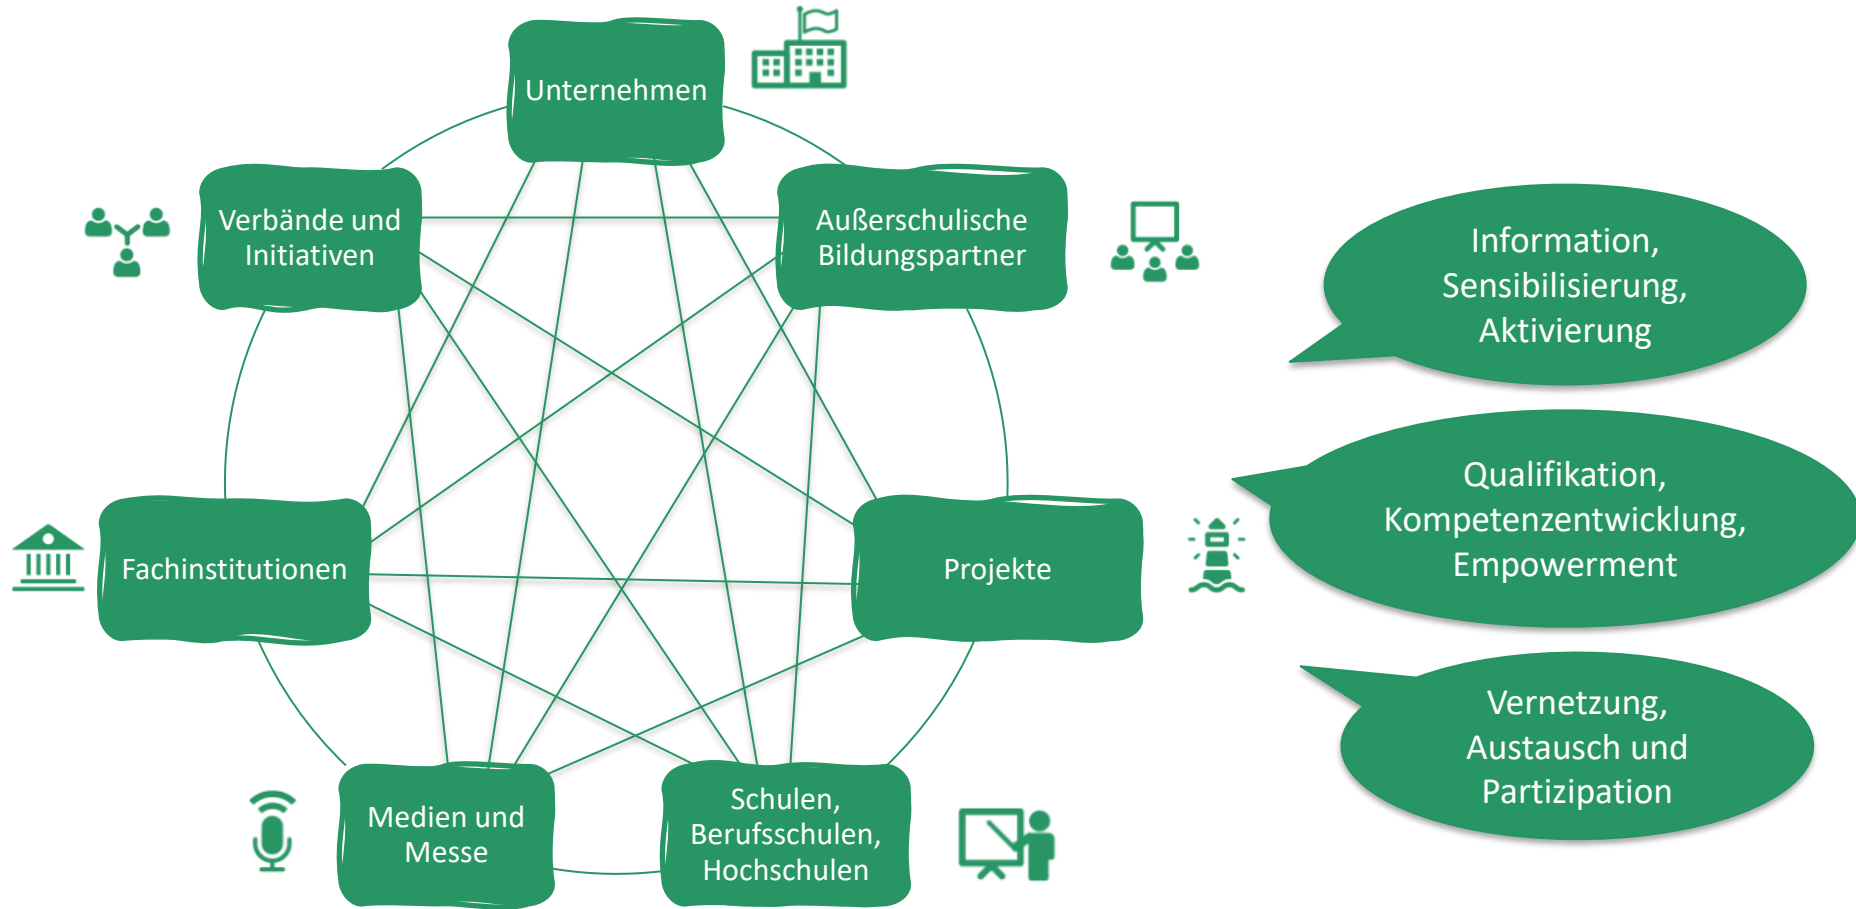 Unternehmen
Verbände und
Initiativen
Außerschulische
Bildungspartner
Fachinstitutionen
Projekte
Medien und
Messe
Schulen,
Berufsschulen,
Hochschulen
Information,
Sensibilisierung,
Aktivierung
Qualifikation,
Kompetenzentwicklung,
Empowerment
Vernetzung,
Austausch und
Partizipation